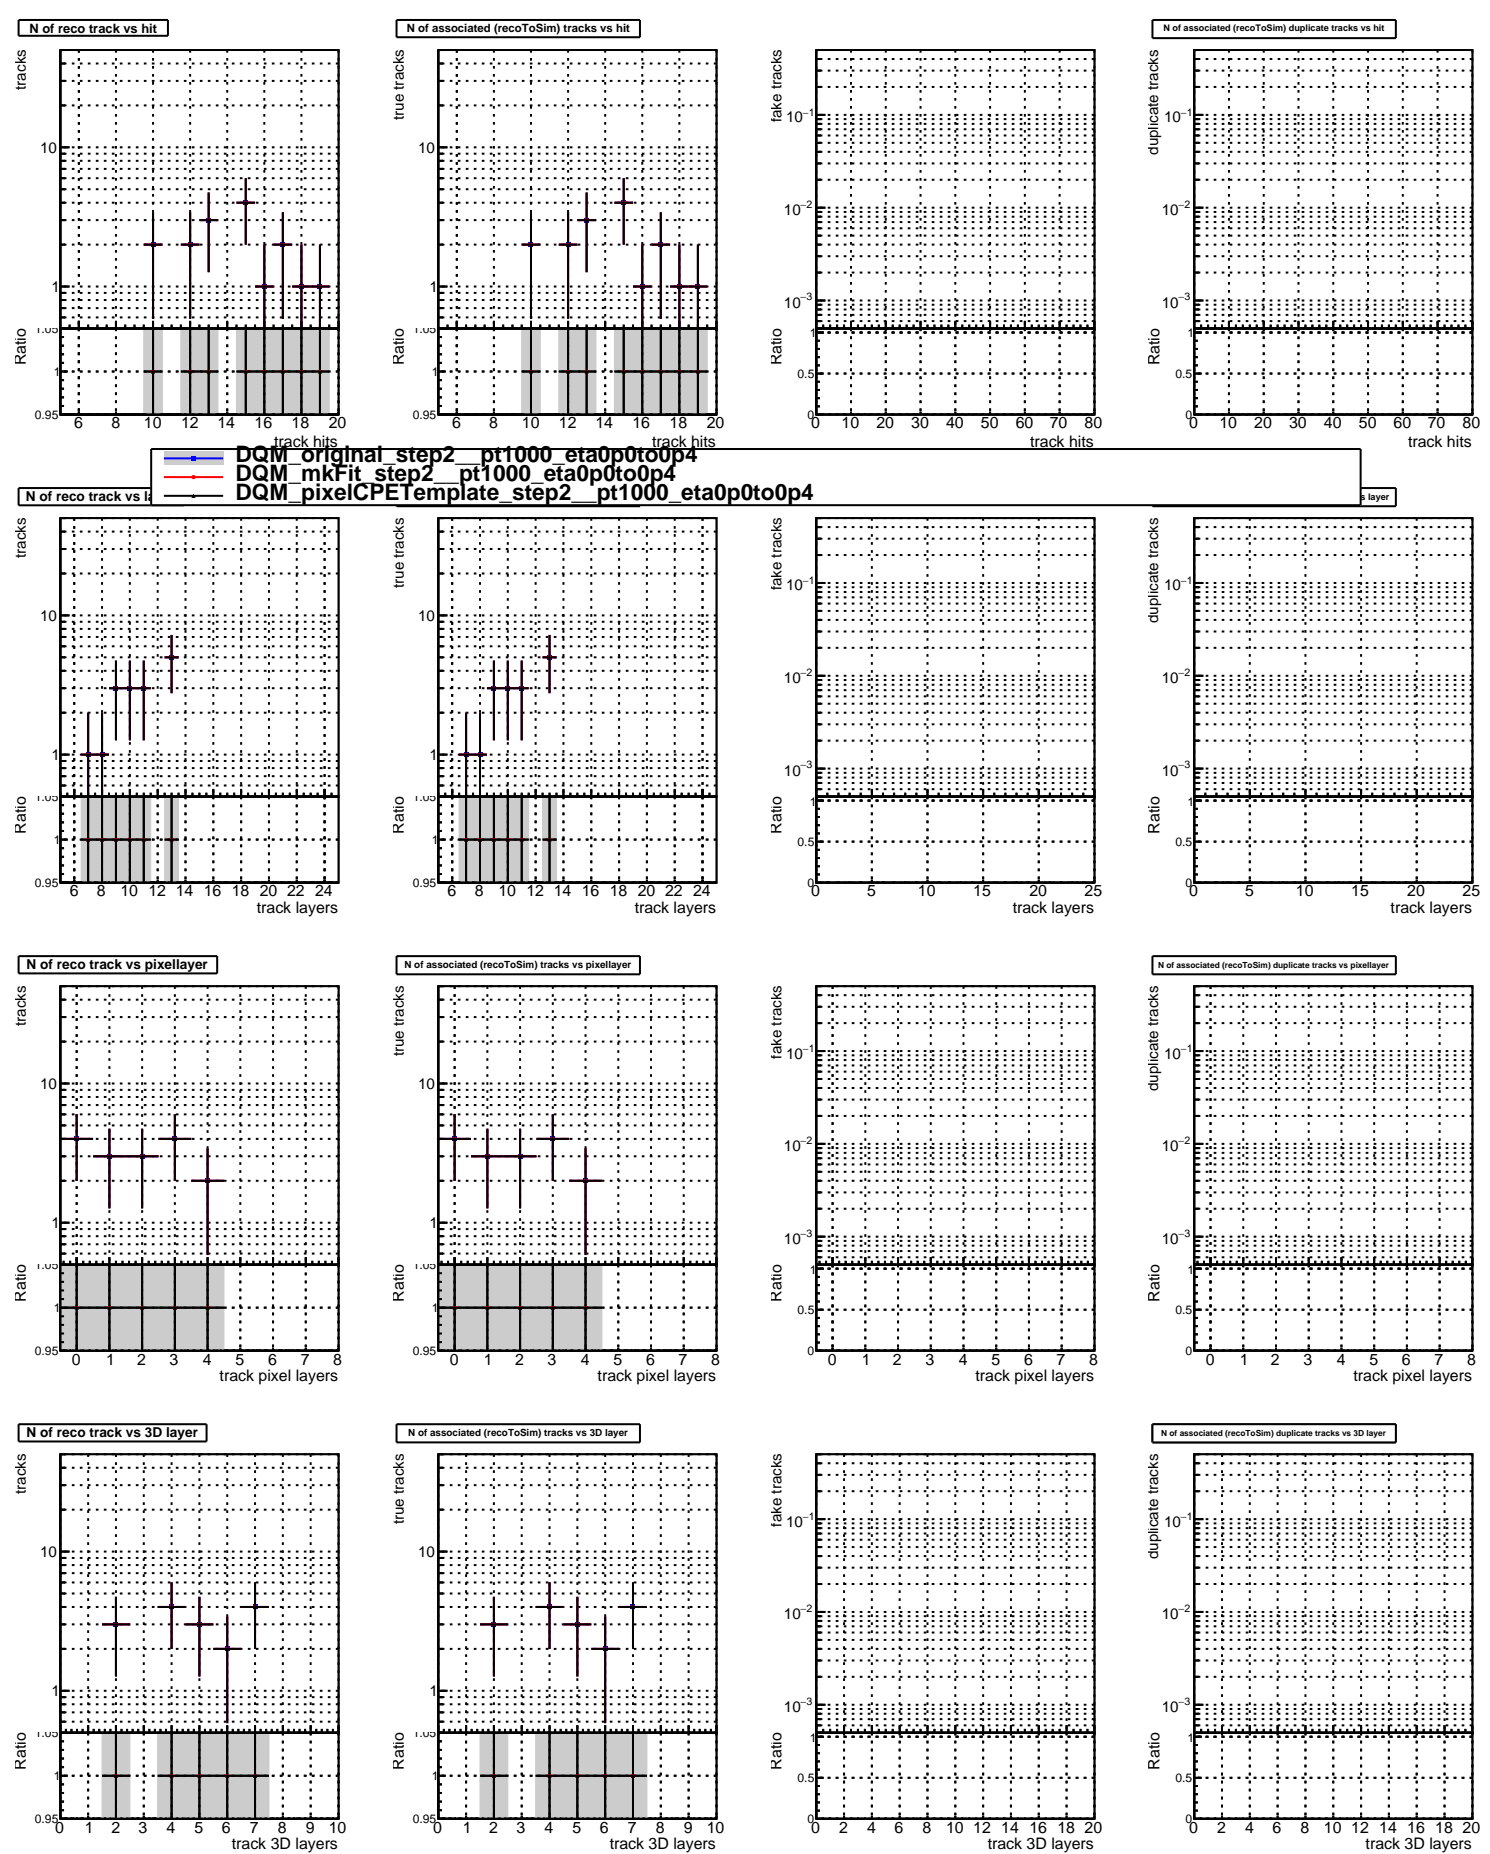 N of reco track vs hit
N of associated (recoToSim) tracks vs hit
N of associated (recoToSim) duplicate tracks vs hit
tracks
10
1
Ratio
1.05
1
0.95
6 8 10 12 14 16 18 20
track hits
true tracks
10
1
Ratio
1.05
1
0.95
6 8 10 12 14 16 18 20
track hits
fake tracks
10−1
10−2
10−3
Ratio
1
0.5
0
0 10 20 30 40 50 60 70 80
track hits
duplicate tracks
10−1
10−2
10−3
Ratio
1
0.5
0
0 10 20 30 40 50 60 70 80
track hits
DQM_original_step2__pt1000_eta0p0to0p4
DQM_mkFit_step2__pt1000_eta0p0to0p4
DQM_pixelCPETemplate_step2__pt1000_eta0p0to0p4
N of reco track vs
layer
tracks
10
1
Ratio
1.05
1
0.95
6 8 10 12 14 16 18 20 22 24
track layers
true tracks
10
1
Ratio
1.05
1
0.95
6 8 10 12 14 16 18 20 22 24
track layers
fake tracks
10−1
10−2
10−3
Ratio
1
0.5
0
0 5 10 15 20 25
track layers
duplicate tracks
10−1
10−2
10−3
Ratio
1
0.5
0
0 5 10 15 20 25
track layers
N of reco track vs pixellayer
N of associated (recoToSim) tracks vs pixellayer
N of associated (recoToSim) duplicate tracks vs pixellayer
tracks
10
1
Ratio
1.05
1
0.95
0 1 2 3 4 5 6 7 8
track pixel layers
true tracks
10
1
Ratio
1.05
1
0.95
0 1 2 3 4 5 6 7 8
track pixel layers
fake tracks
10−1
10−2
10−3
Ratio
1
0.5
0
0 1 2 3 4 5 6 7 8
track pixel layers
duplicate tracks
10−1
10−2
10−3
Ratio
1
0.5
0
0 1 2 3 4 5 6 7 8
track pixel layers
N of reco track vs 3D layer
N of associated (recoToSim) tracks vs 3D layer
N of associated (recoToSim) duplicate tracks vs 3D layer
tracks
10
1
Ratio
1.05
1
0.95
0 1 2 3 4 5 6 7 8 9 10
track 3D layers
true tracks
10
1
Ratio
1.05
1
0.95
0 1 2 3 4 5 6 7 8 9 10
track 3D layers
fake tracks
10−1
10−2
10−3
Ratio
1
0.5
0
0 2 4 6 8 10 12 14 16 18 20
track 3D layers
duplicate tracks
10−1
10−2
10−3
Ratio
1
0.5
0
0 2 4 6 8 10 12 14 16 18 20
track 3D layers